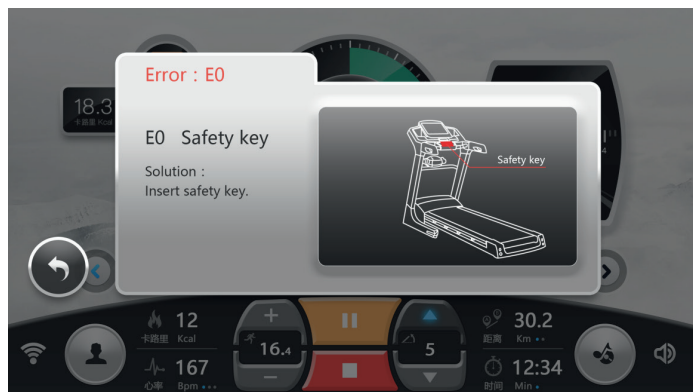 Error : E0
18.3
卡路里 Kcal
E0 Safety key
Solution :
Insert safety key.
Safety key
12
卡路里 Kcal
167
心率 Bpm
+
16.4
−
5
30.2
距离 Km
12:34
时间 Min